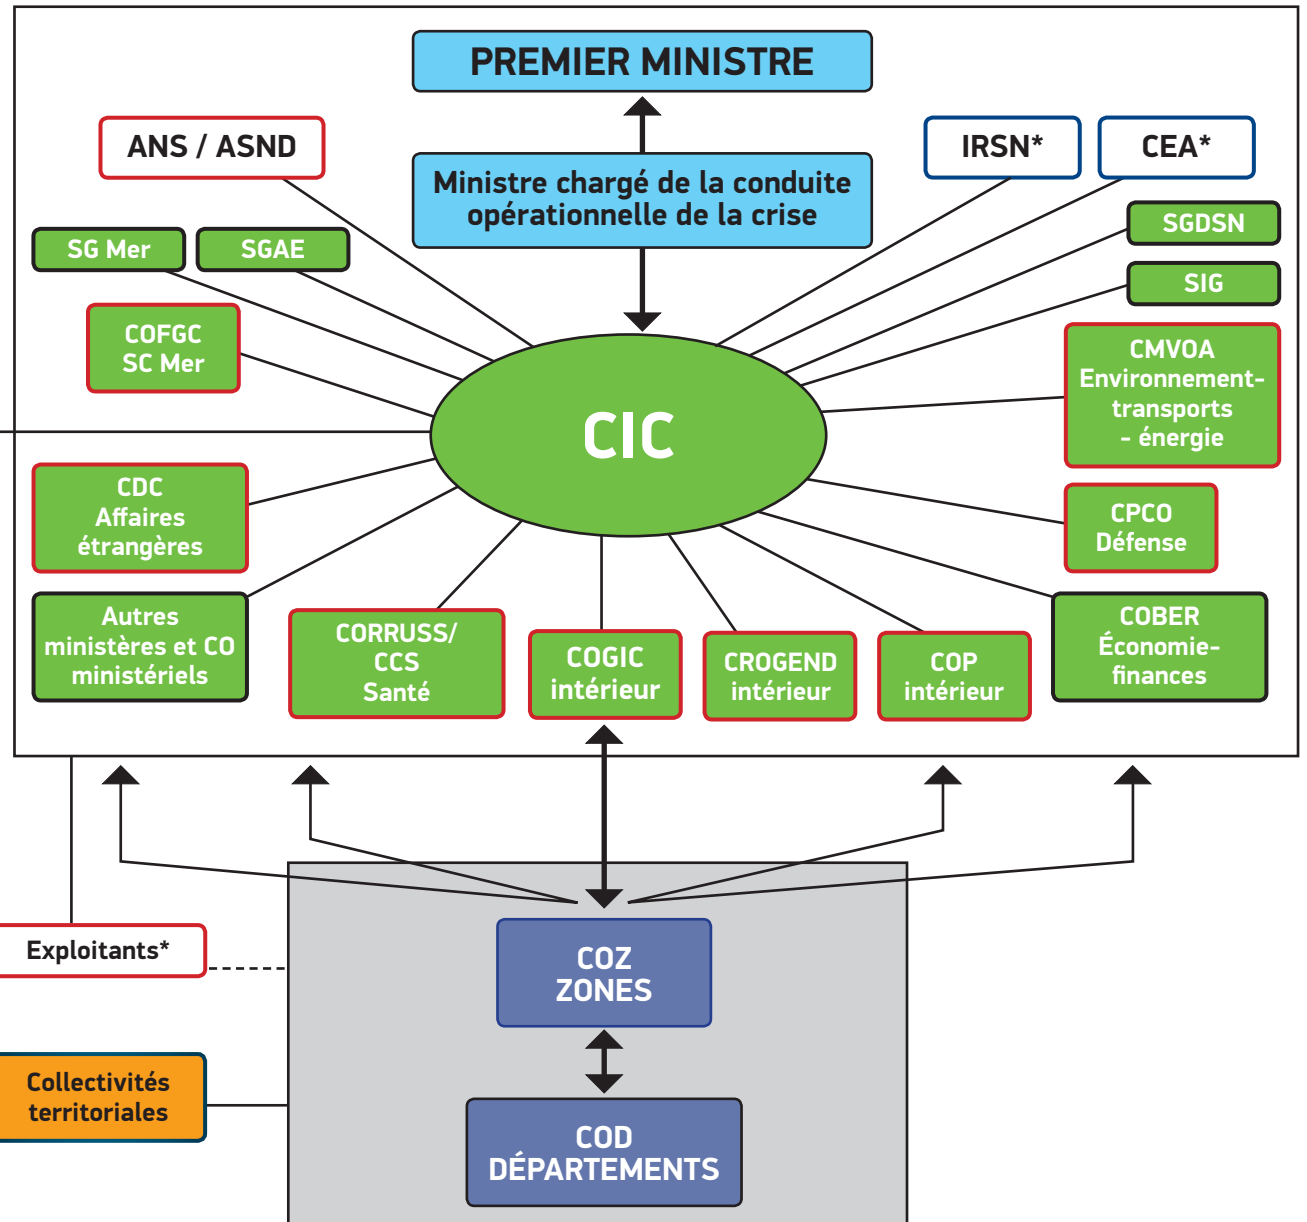 PREMIER MINISTRE
ANS / ASND
IRSN*
CEA*
Ministre chargé de la conduite
opérationnelle de la crise
SG Mer
SGAE
SGDSN
SIG
COFGC
SC Mer
CMVOA
Environnement-
transports
- énergie
CIC
CDC
Affaires
étrangères
CPCO
Défense
Autres
ministères et CO
ministériels
CORRUSS/
CCS
Santé
COGIC
intérieur
CROGEND
intérieur
COP
intérieur
COBER
Économie-
finances
Exploitants*
COZ
ZONES
Collectivités
territoriales
COD
DÉPARTEMENTS